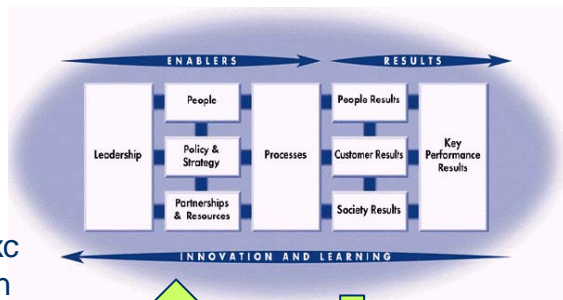 ENABLERS
RESULTS
Leadership
People
Policy &
Strategy
Partnerships
& Resources
Processes
People Results
Customer Results
Society Results
Key
Performance
Results
INNOVATION AND LEARNING